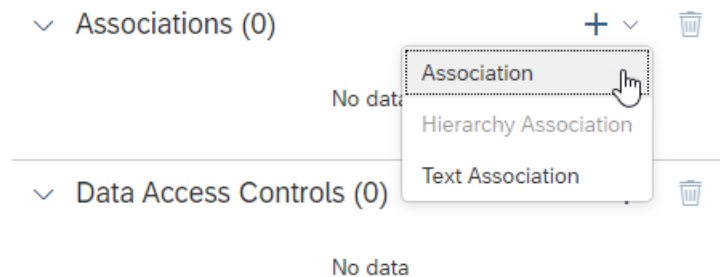 Associations (0)
Association
No data
Hierarchy Association
Text Association
Data Access Controls (0)
No data